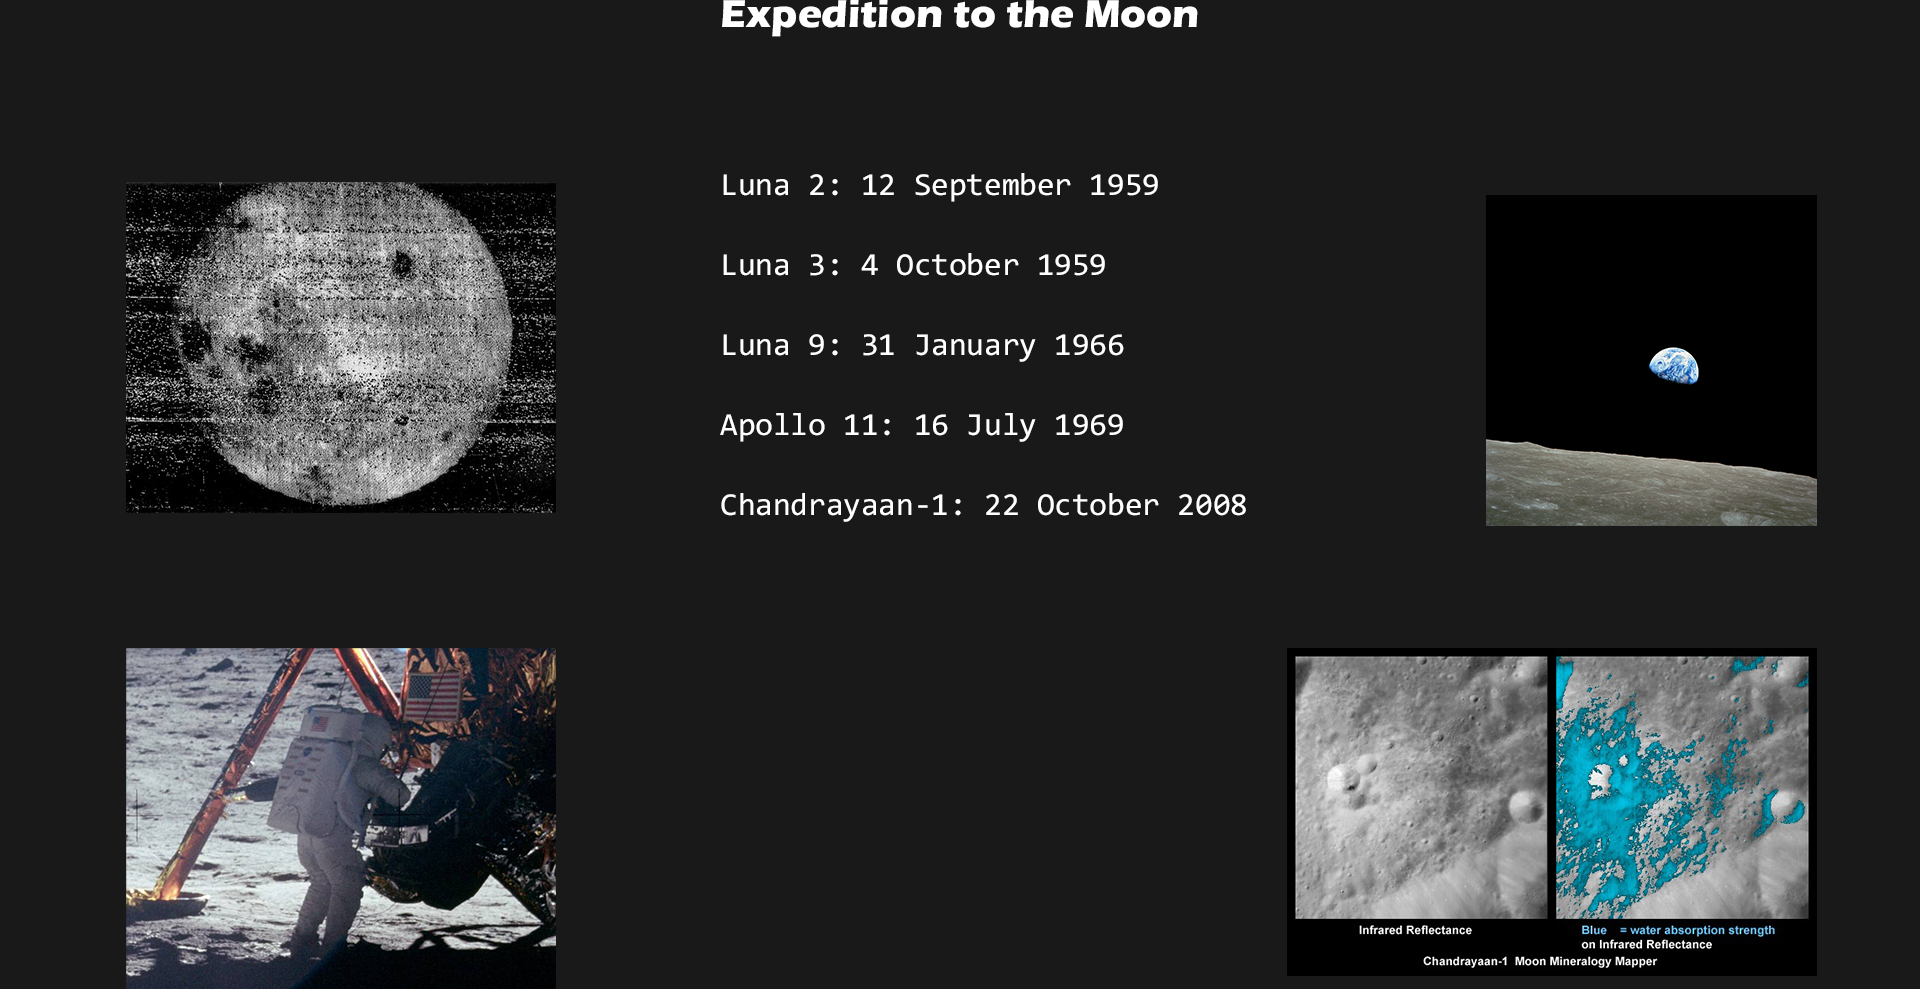 Expedition to the Moon
Luna 2: 12 September 1959
Luna 3: 4 October 1959
Luna 9: 31 January 1966
Apollo 11: 16 July 1969
Chandrayaan-1: 22 October 2008
Infrared Reflectance
Blue = water absorption strength
on Infrared Reflectance
Chandrayaan-1 Moon Mineralogy Mapper